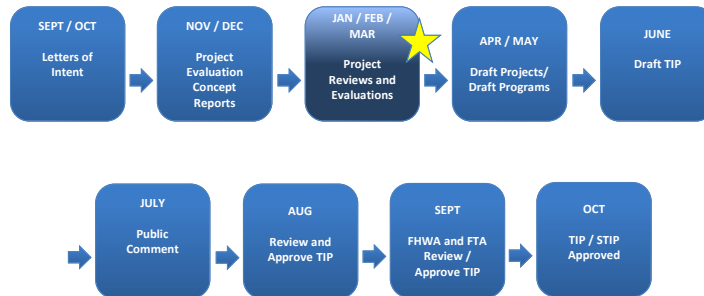 SEPT / OCT
Letters of
Intent
NOV / DEC
Project
Evaluation
Concept
Reports
JAN / FEB /
MAR
Project
Reviews and
Evaluations
APR / MAY
Draft Projects/
Draft Programs
JUNE
Draft TIP
JULY
Public
Comment
AUG
Review and
Approve TIP
SEPT
FHWA and FTA
Review /
Approve TIP
OCT
TIP / STIP
Approved